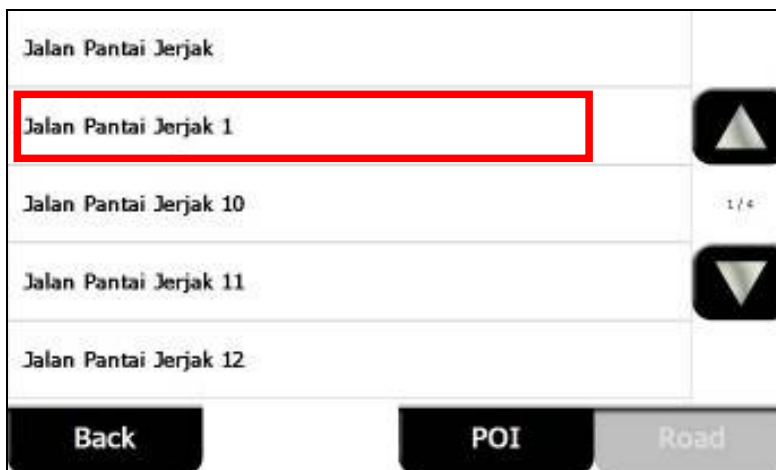 Jalan Pantai Jerjak
Jalan Pantai Jerjak 1
Jalan Pantai Jerjak 10
1/4
Jalan Pantai Jerjak 11
Jalan Pantai Jerjak 12
Back POI Road